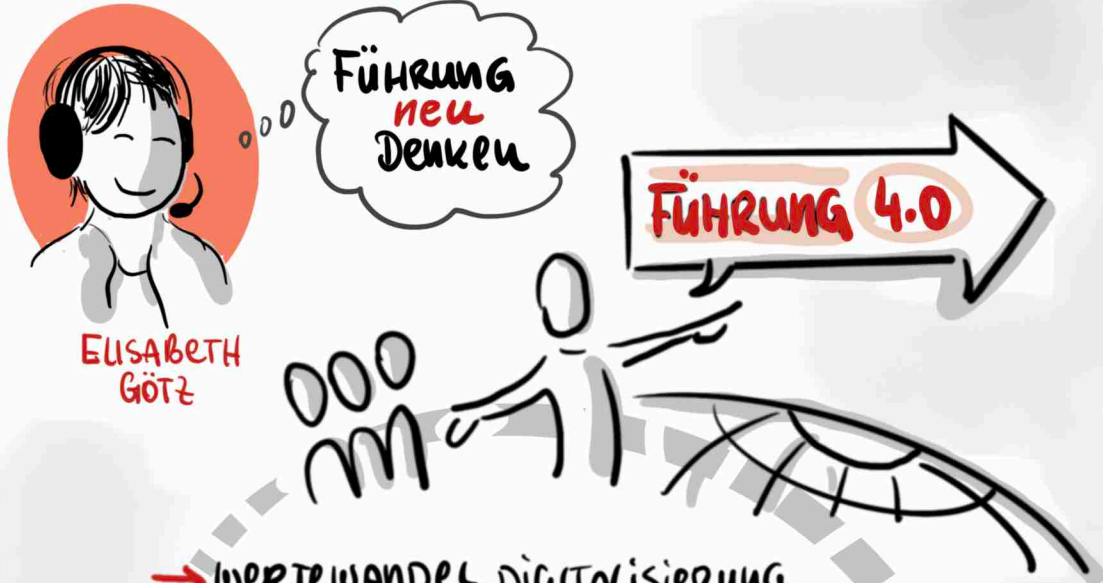 FÜHRUNG
neu
Denken
FÜHRUNG 4.0
ELISABETH
GÖTZ
WERTEWANDEL DIGITALISIERUNG